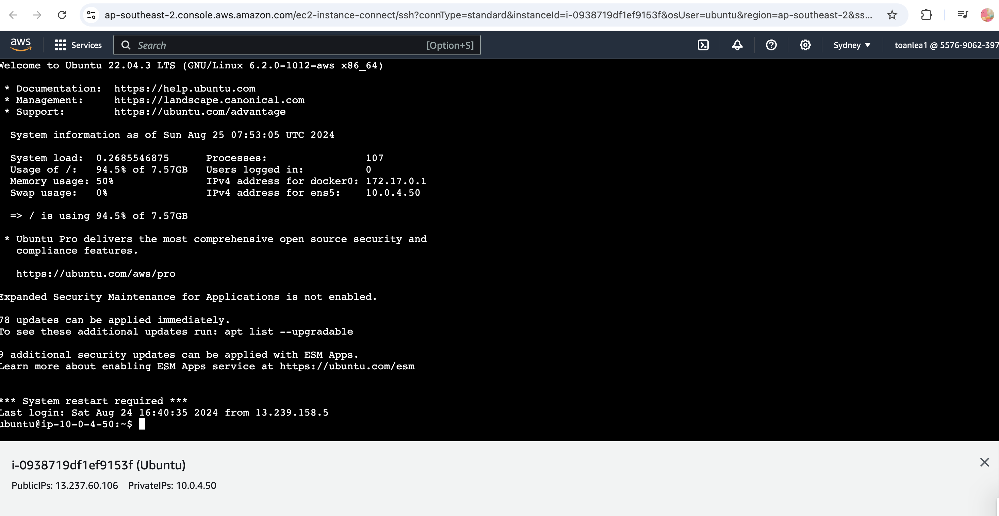 ap-southeast-2.console.aws.amazon.com/ec2-instance-connect/ssh?connType=standard&instanceId=i-0938719df1ef9153f&osUser=ubuntu&region=ap-southeast-2&ss...
aws Services Search [Option+S] Sydney toanlea1 @ 5576-9062-397
Welcome to Ubuntu 22.04.3 LTS (GNU/Linux 6.2.0-1012-aws x86_64)
* Documentation: https://help.ubuntu.com
* Management: https://landscape.canonical.com
* Support: https://ubuntu.com/advantage
System information as of Sun Aug 25 07:53:05 UTC 2024
System load: 0.2685546875 Processes: 107
Usage of /: 94.5% of 7.57GB Users logged in: 0
Memory usage: 50% IPv4 address for docker0: 172.17.0.1
Swap usage: 0% IPv4 address for ens5: 10.0.4.50
=> / is using 94.5% of 7.57GB
* Ubuntu Pro delivers the most comprehensive open source security and
compliance features.
https://ubuntu.com/aws/pro
Expanded Security Maintenance for Applications is not enabled.
78 updates can be applied immediately.
To see these additional updates run: apt list --upgradable
9 additional security updates can be applied with ESM Apps.
Learn more about enabling ESM Apps service at https://ubuntu.com/esm
*** System restart required ***
Last login: Sat Aug 24 16:40:35 2024 from 13.239.158.5
ubuntu@ip-10-0-4-50:~$
i-0938719df1ef9153f (Ubuntu)
PublicIPs: 13.237.60.106 PrivateIPs: 10.0.4.50